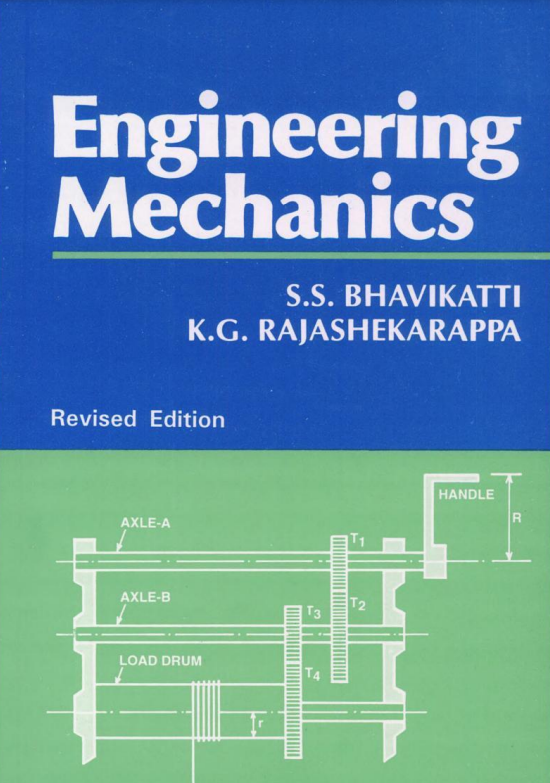 Engineering
Mechanics
S.S. BHAVIKATTI
K.G. RAJASHEKARAPPA
Revised Edition
HANDLE
R
AXLE-A
T1
AXLE-B
T2
T3
LOAD DRUM
T4
r